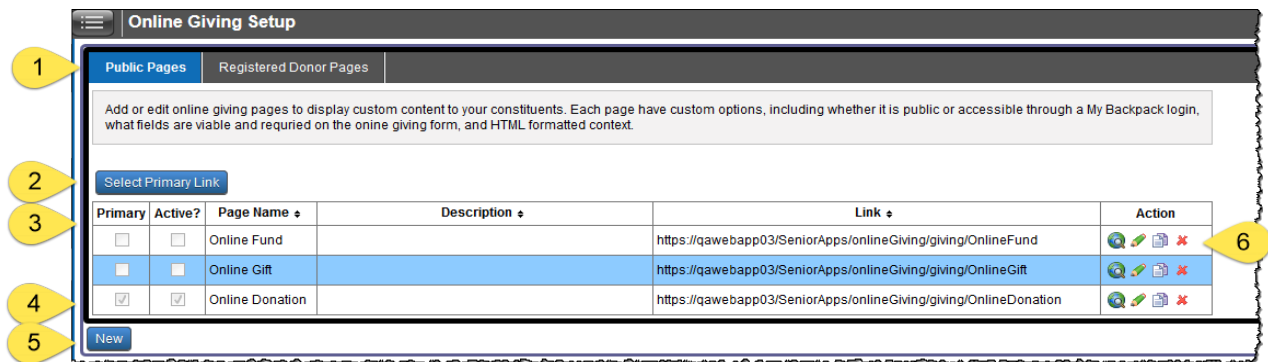 Online Giving Setup
1
Public Pages Registered Donor Pages
Add or edit online giving pages to display custom content to your constituents. Each page have custom options, including whether it is public or accessible through a My Backpack login,
what fields are viable and requried on the onine giving form, and HTML formatted context.
2
Select Primary Link
3
Primary Active? Page Name Description Link Action
Online Fund https://qawebapp03/SeniorApps/onlineGiving/giving/OnlineFund
6
Online Gift https://qawebapp03/SeniorApps/onlineGiving/giving/OnlineGift
4
Online Donation https://qawebapp03/SeniorApps/onlineGiving/giving/OnlineDonation
5
New